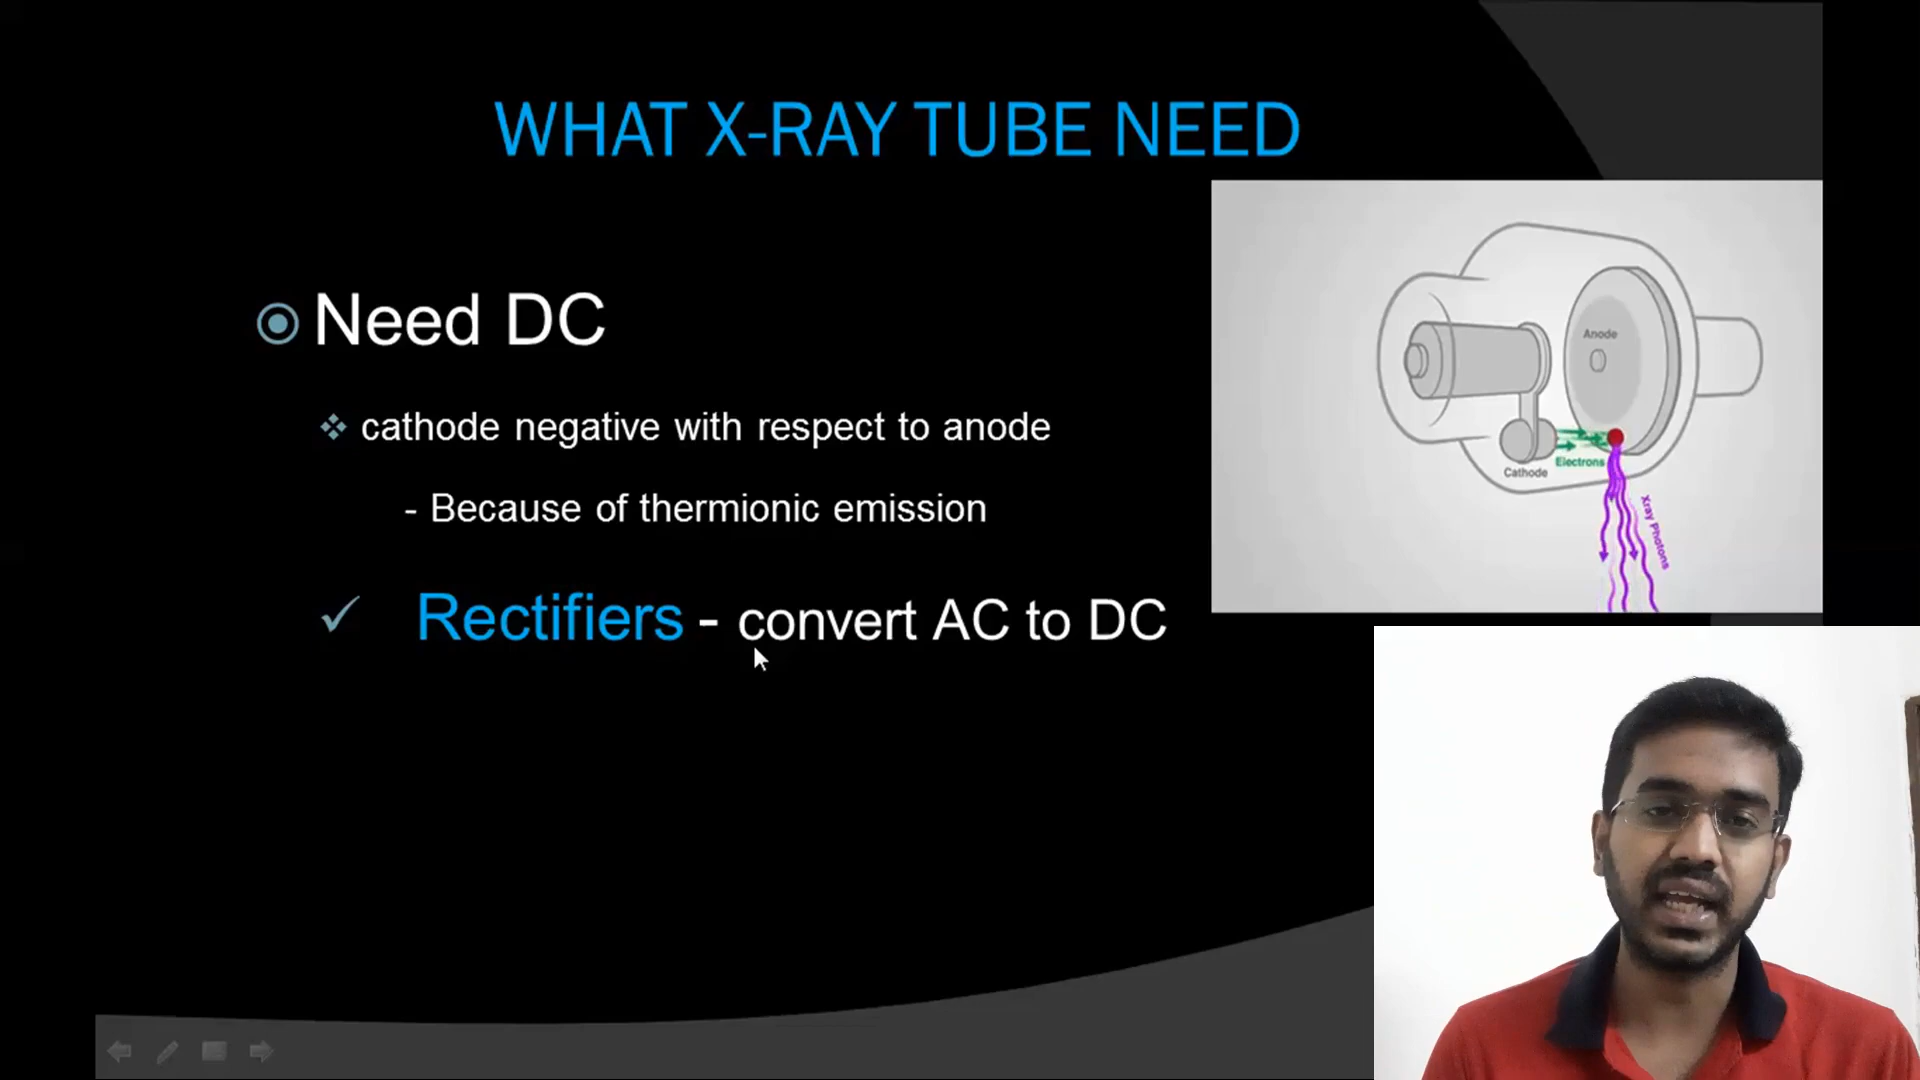 WHAT X-RAY TUBE NEED
Need DC
cathode negative with respect to anode
- Because of thermionic emission
Rectifiers - convert AC to DC
Anode
Cathode
Electrons
Xray Photons